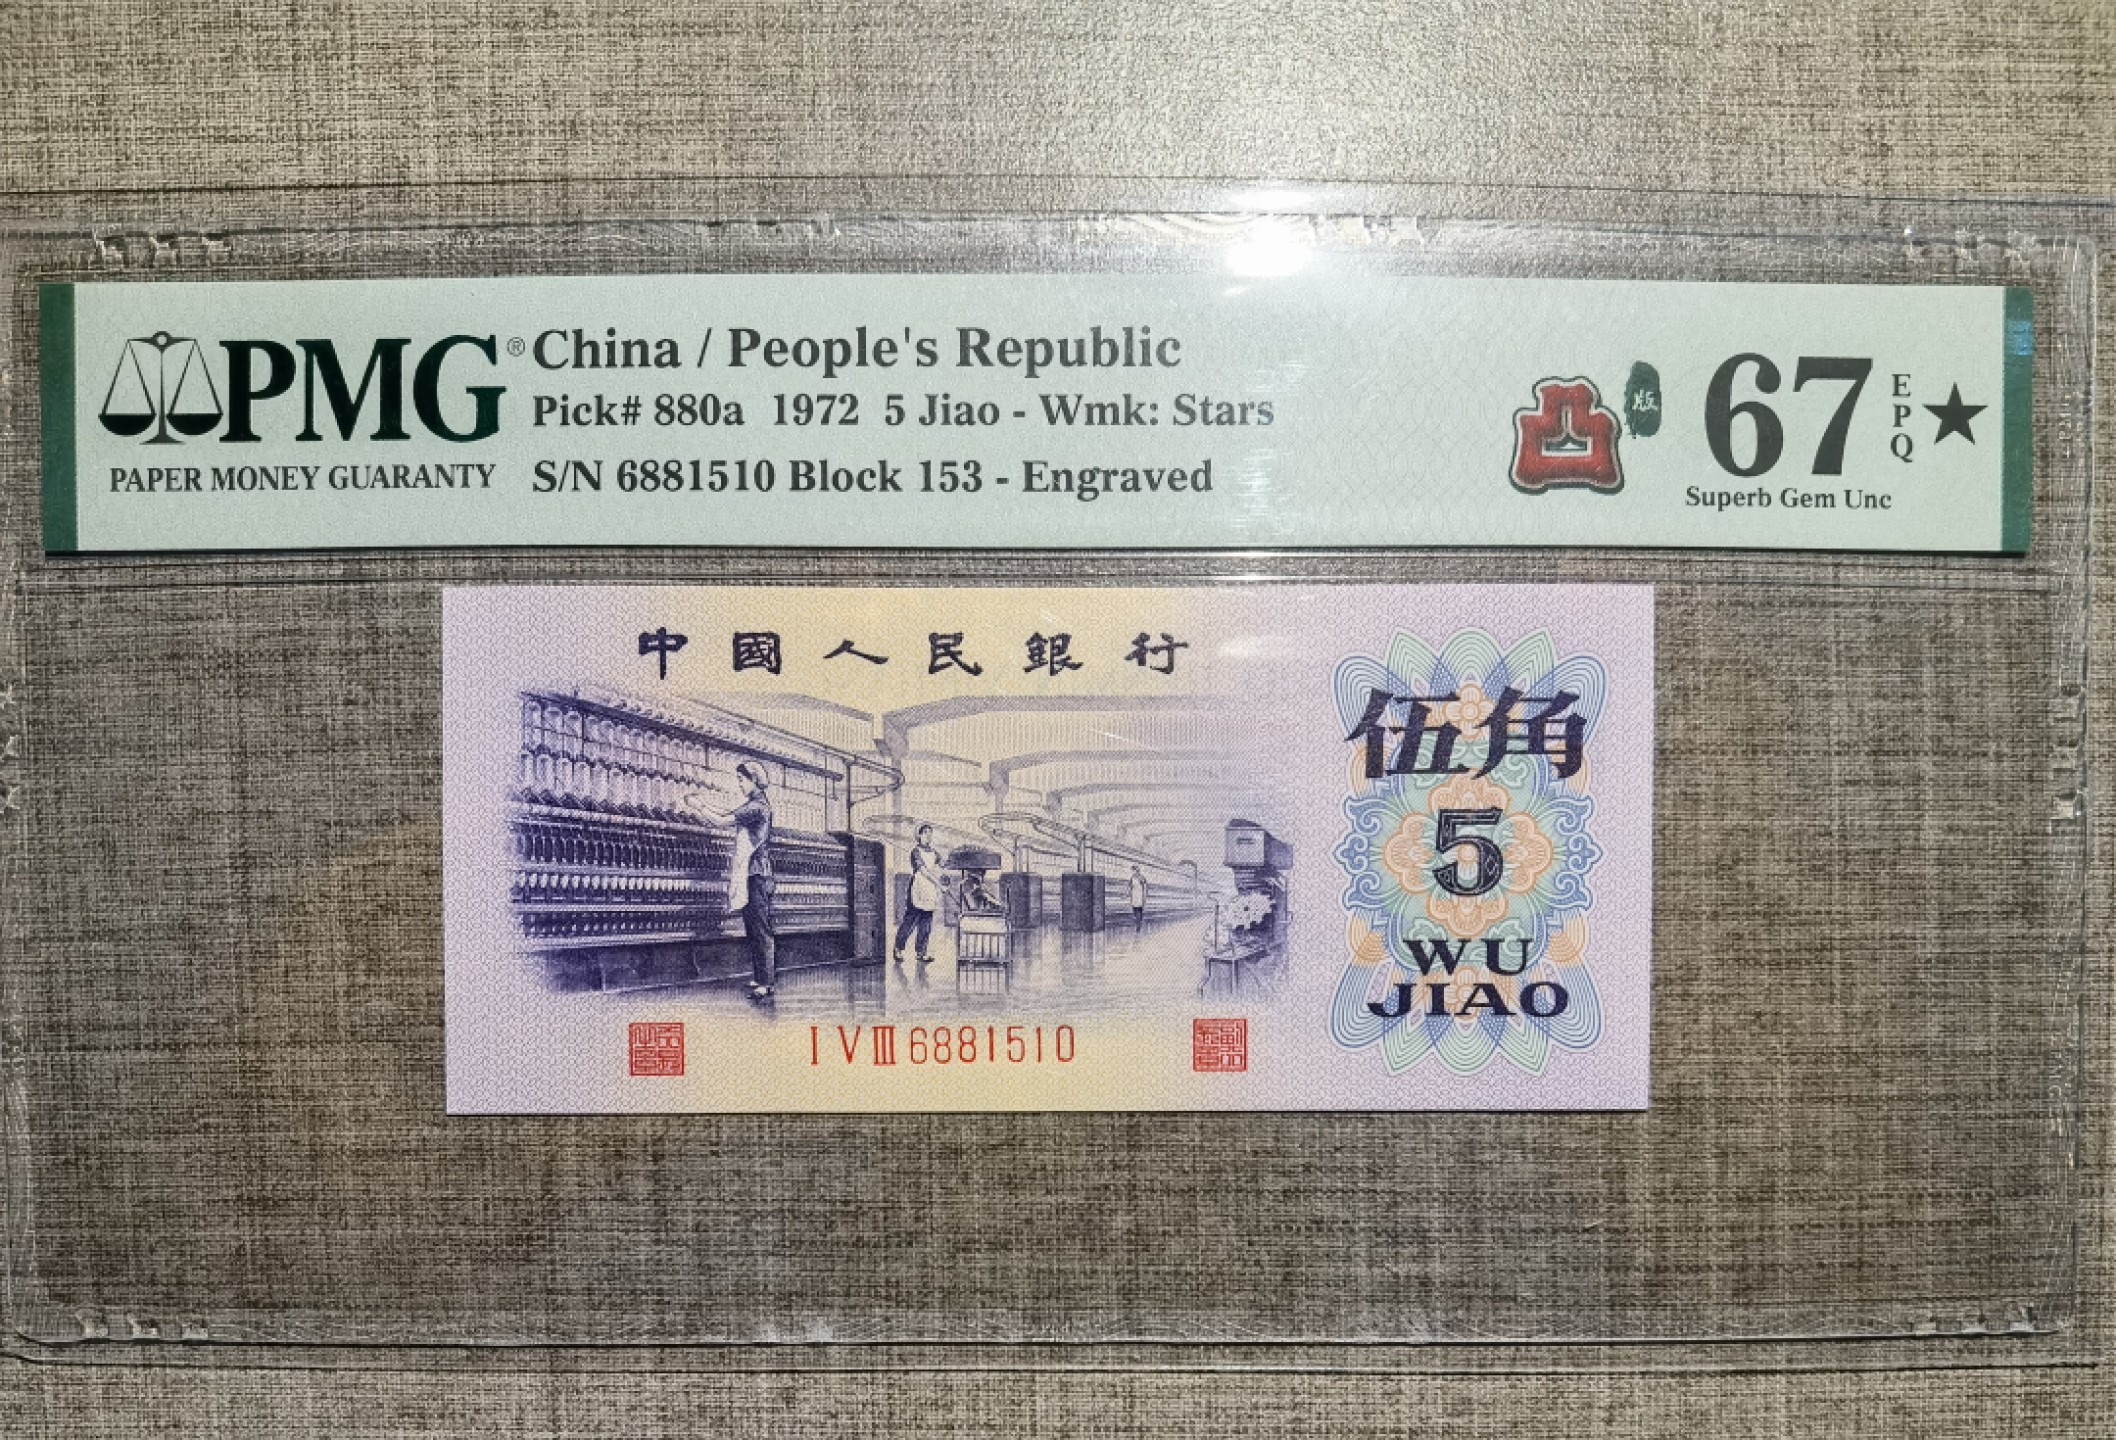 PMG®
PAPER MONEY GUARANTY
China / People's Republic
Pick# 880a 1972 5 Jiao - Wmk: Stars
S/N 6881510 Block 153 - Engraved
凸版
67 EPQ ★
Superb Gem Unc
中國人民銀行
伍角
5
WU
JIAO
I V III 6881510